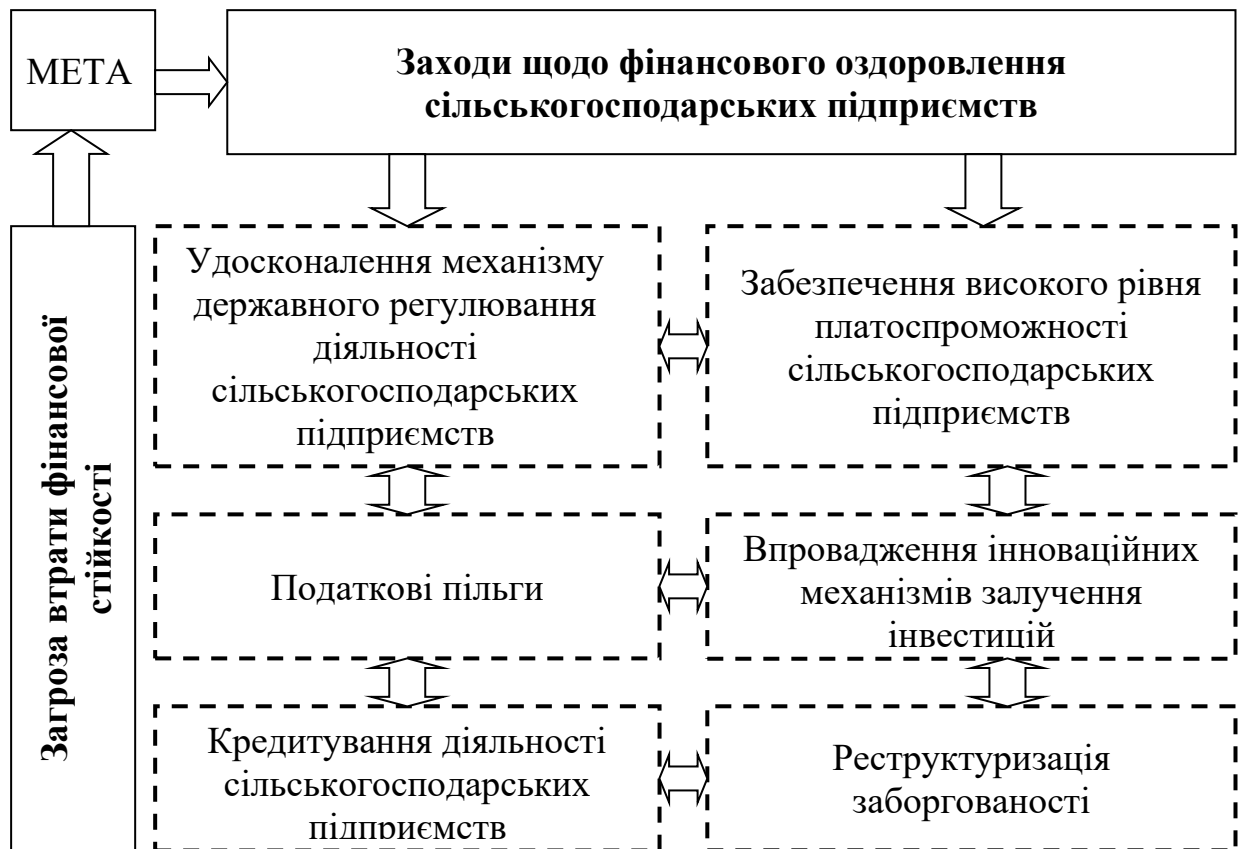 МЕТА
Заходи щодо фінансового оздоровлення
сільськогосподарських підприємств
Загроза втрати фінансової
стійкості
Удосконалення механізму
державного регулювання
діяльності
сільськогосподарських
підприємств
Забезпечення високого рівня
платоспроможності
сільськогосподарських
підприємств
Податкові пільги
Впровадження інноваційних
механізмів залучення
інвестицій
Кредитування діяльності
сільськогосподарських
підприємств
Реструктуризація
заборгованості